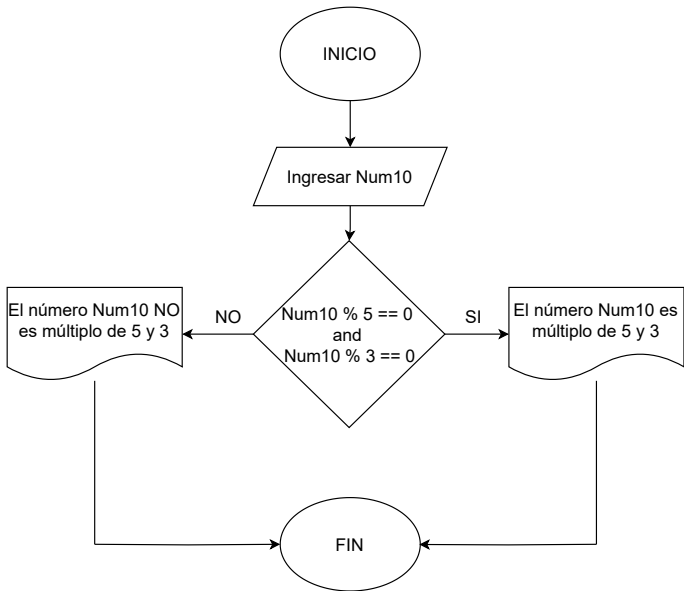 INICIO
Ingresar Num10
El número Num10 NO
es múltiplo de 5 y 3
NO
Num10 % 5 == 0
and
Num10 % 3 == 0
SI
El número Num10 es
múltiplo de 5 y 3
FIN